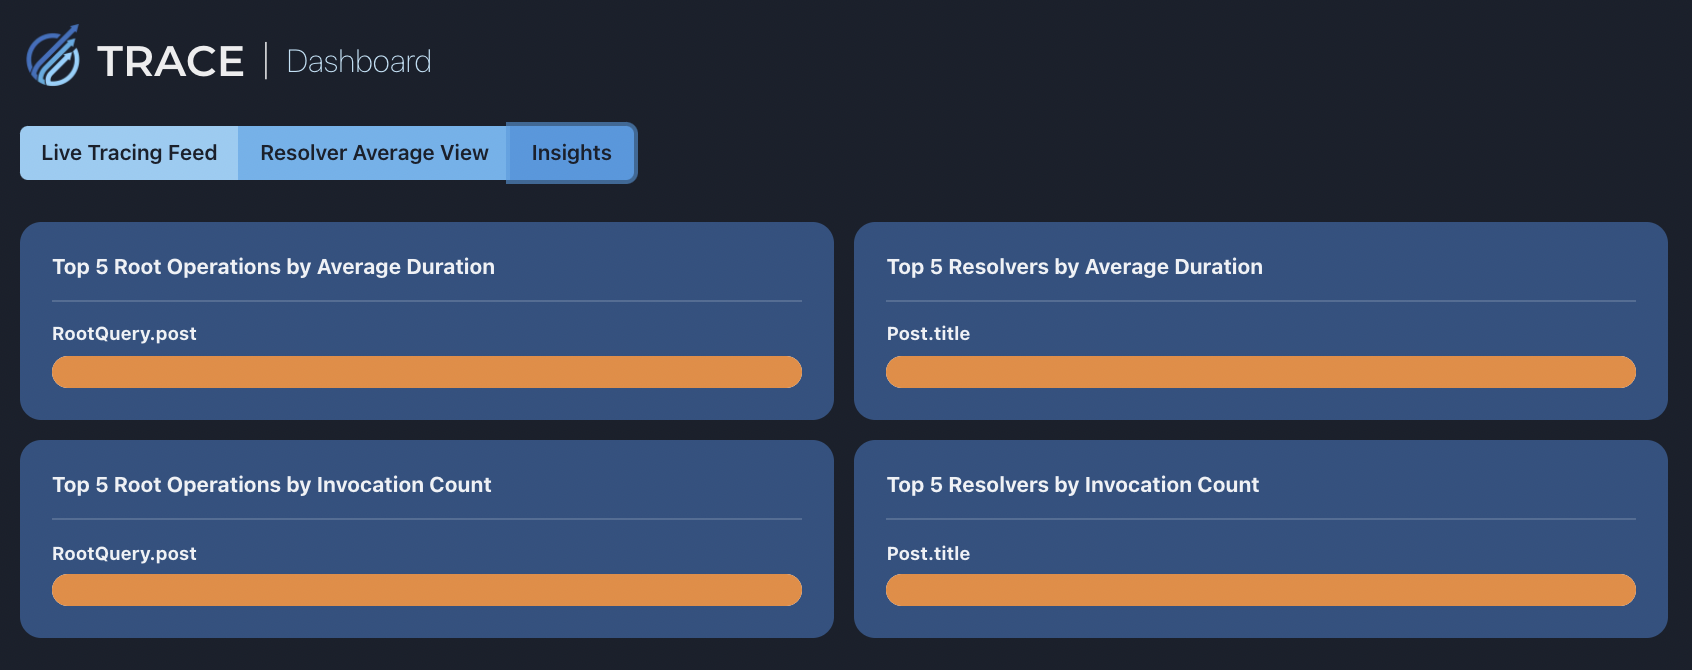 TRACE | Dashboard
Live Tracing Feed
Resolver Average View
Insights
Top 5 Root Operations by Average Duration
RootQuery.post
Top 5 Resolvers by Average Duration
Post.title
Top 5 Root Operations by Invocation Count
RootQuery.post
Top 5 Resolvers by Invocation Count
Post.title